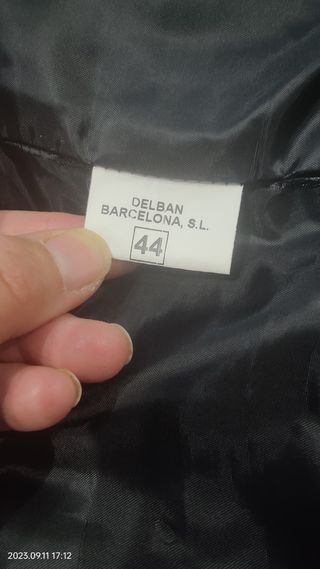 DELBAN
BARCELONA, S.L.
44
2023.09.11 17:12